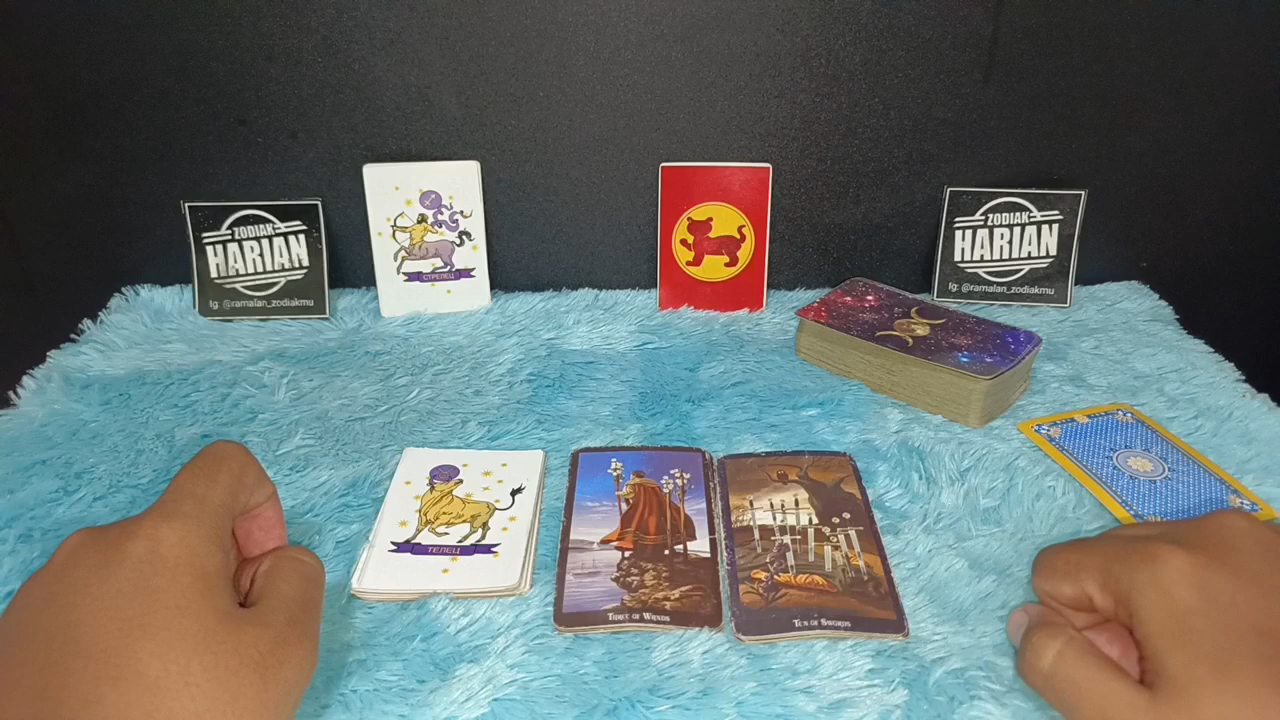 ZODIAK
HARIAN
Ig: @ramalan_zodiakmu
СТРЕЛЕЦ
ZODIAK
HARIAN
Ig: @ramalan_zodiakmu
ТЕЛЕЦ
THREE OF WANDS
TEN OF SWORDS